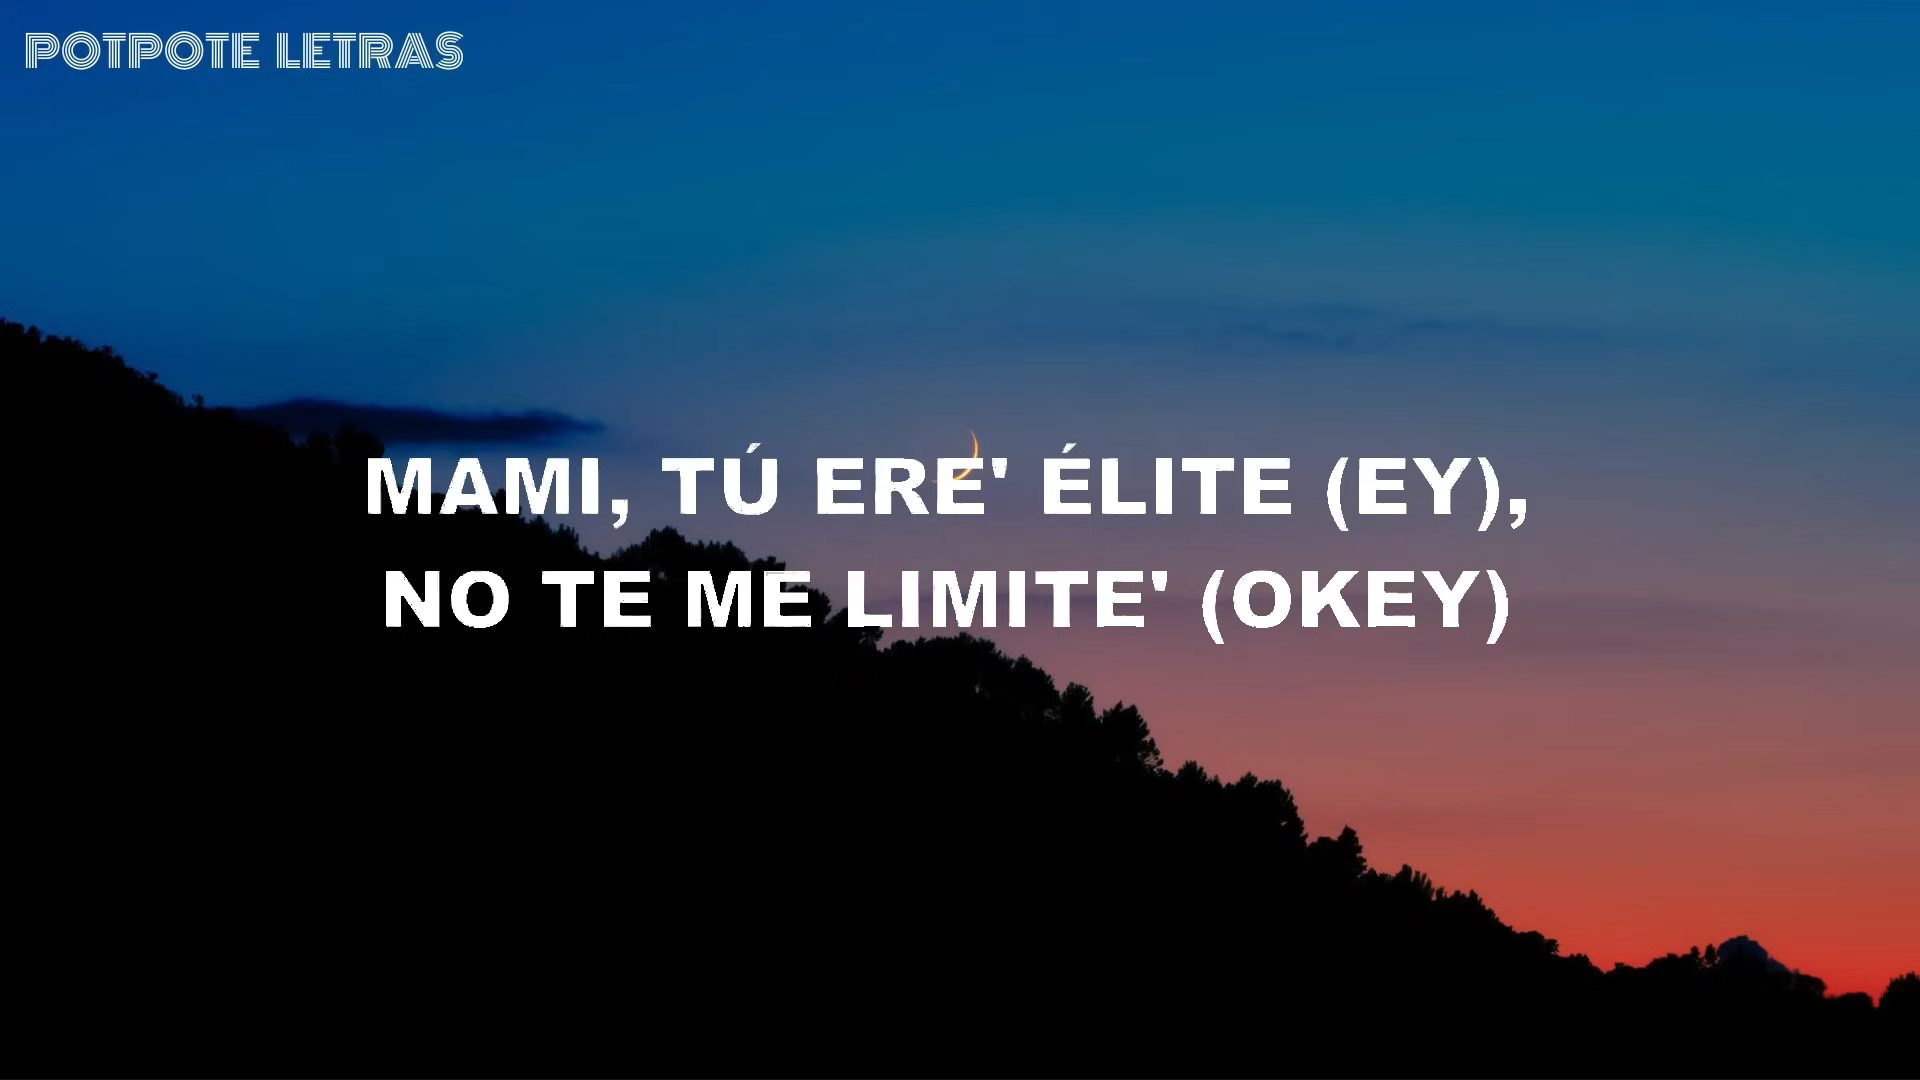 POTPOTE LETRAS
MAMI, TÚ ERE' ÉLITE (EY),
NO TE ME LIMITE' (OKEY)